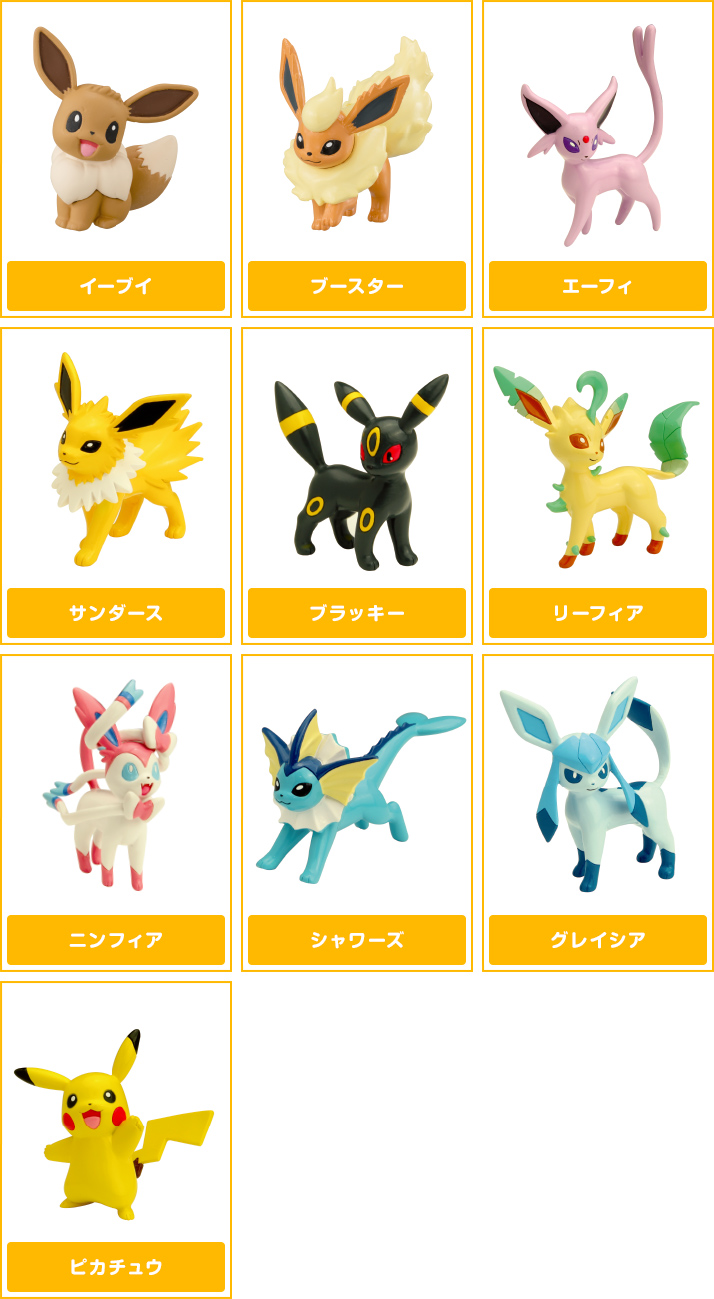 イーブイ
ブースター
エーフィ
サンダース
ブラッキー
リーフィア
ニンフィア
シャワーズ
グレイシア
ピカチュウ